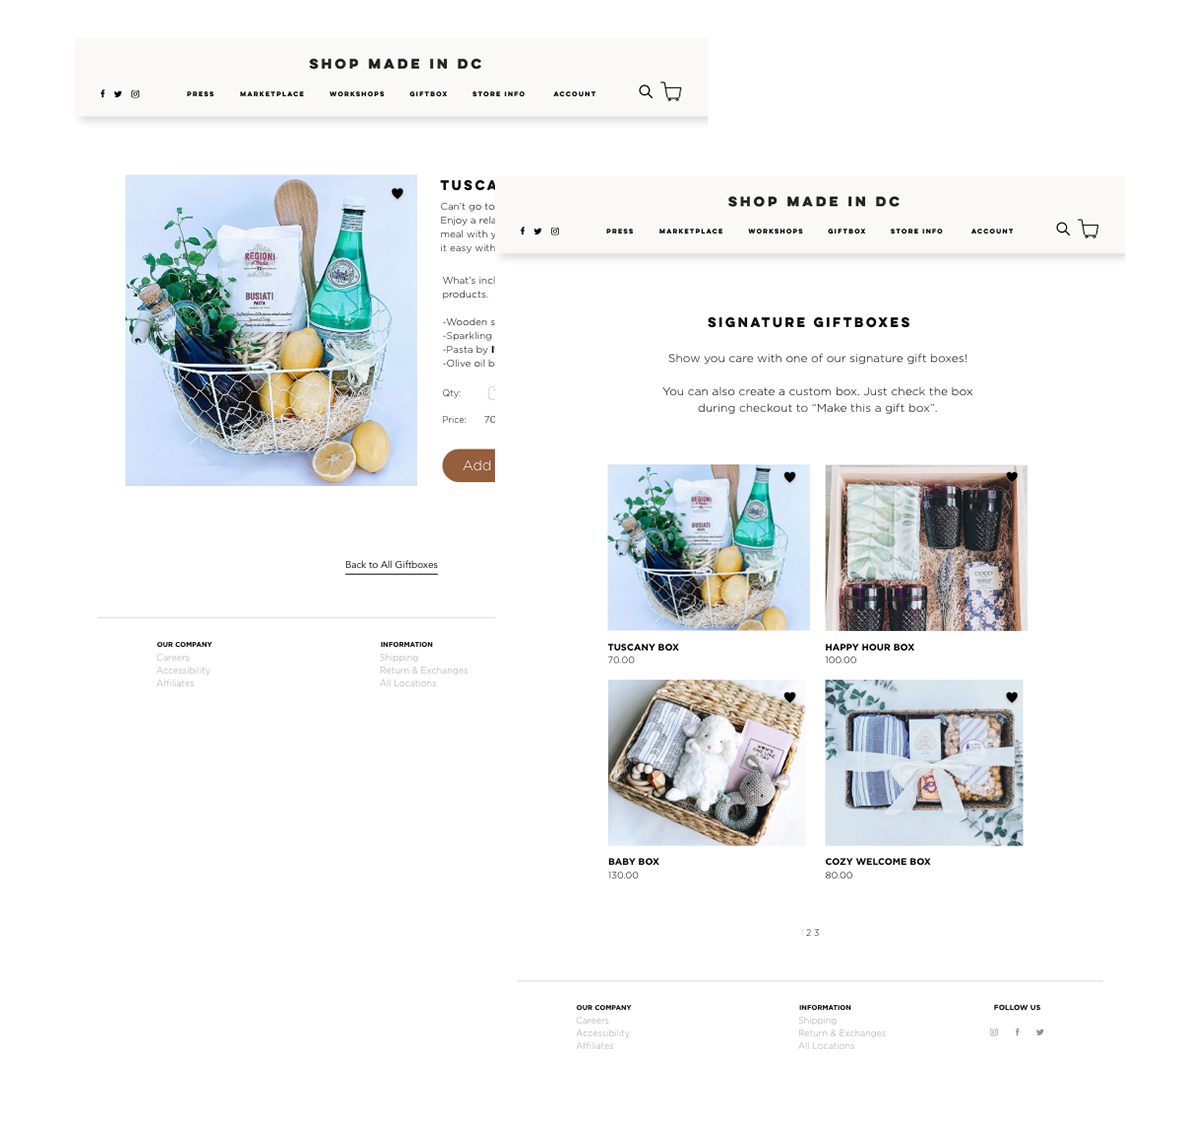 SHOP MADE IN DC
PRESS MARKETPLACE WORKSHOPS GIFTBOX STORE INFO ACCOUNT
REGIONI
d'Italia
BUSIATI
PASTA
TUSCA
Can't go to
Enjoy a rela
meal with y
it easy with
What's incl
products.
-Wooden s
-Sparkling
-Pasta by
-Olive oil b
Qty:
Price: 70
Add
Back to All Giftboxes
OUR COMPANY
Careers
Accessibility
Affiliates
INFORMATION
Shipping
Return & Exchanges
All Locations
SHOP MADE IN DC
PRESS MARKETPLACE WORKSHOPS GIFTBOX STORE INFO ACCOUNT
SIGNATURE GIFTBOXES
Show you care with one of our signature gift boxes!
You can also create a custom box. Just check the box
during checkout to “Make this a gift box”.
REGIONI
BUSIATI
COCO
TUSCANY BOX
70.00
HAPPY HOUR BOX
100.00
BABY BOX
130.00
COZY WELCOME BOX
80.00
1 2 3
OUR COMPANY
Careers
Accessibility
Affiliates
INFORMATION
Shipping
Return & Exchanges
All Locations
FOLLOW US